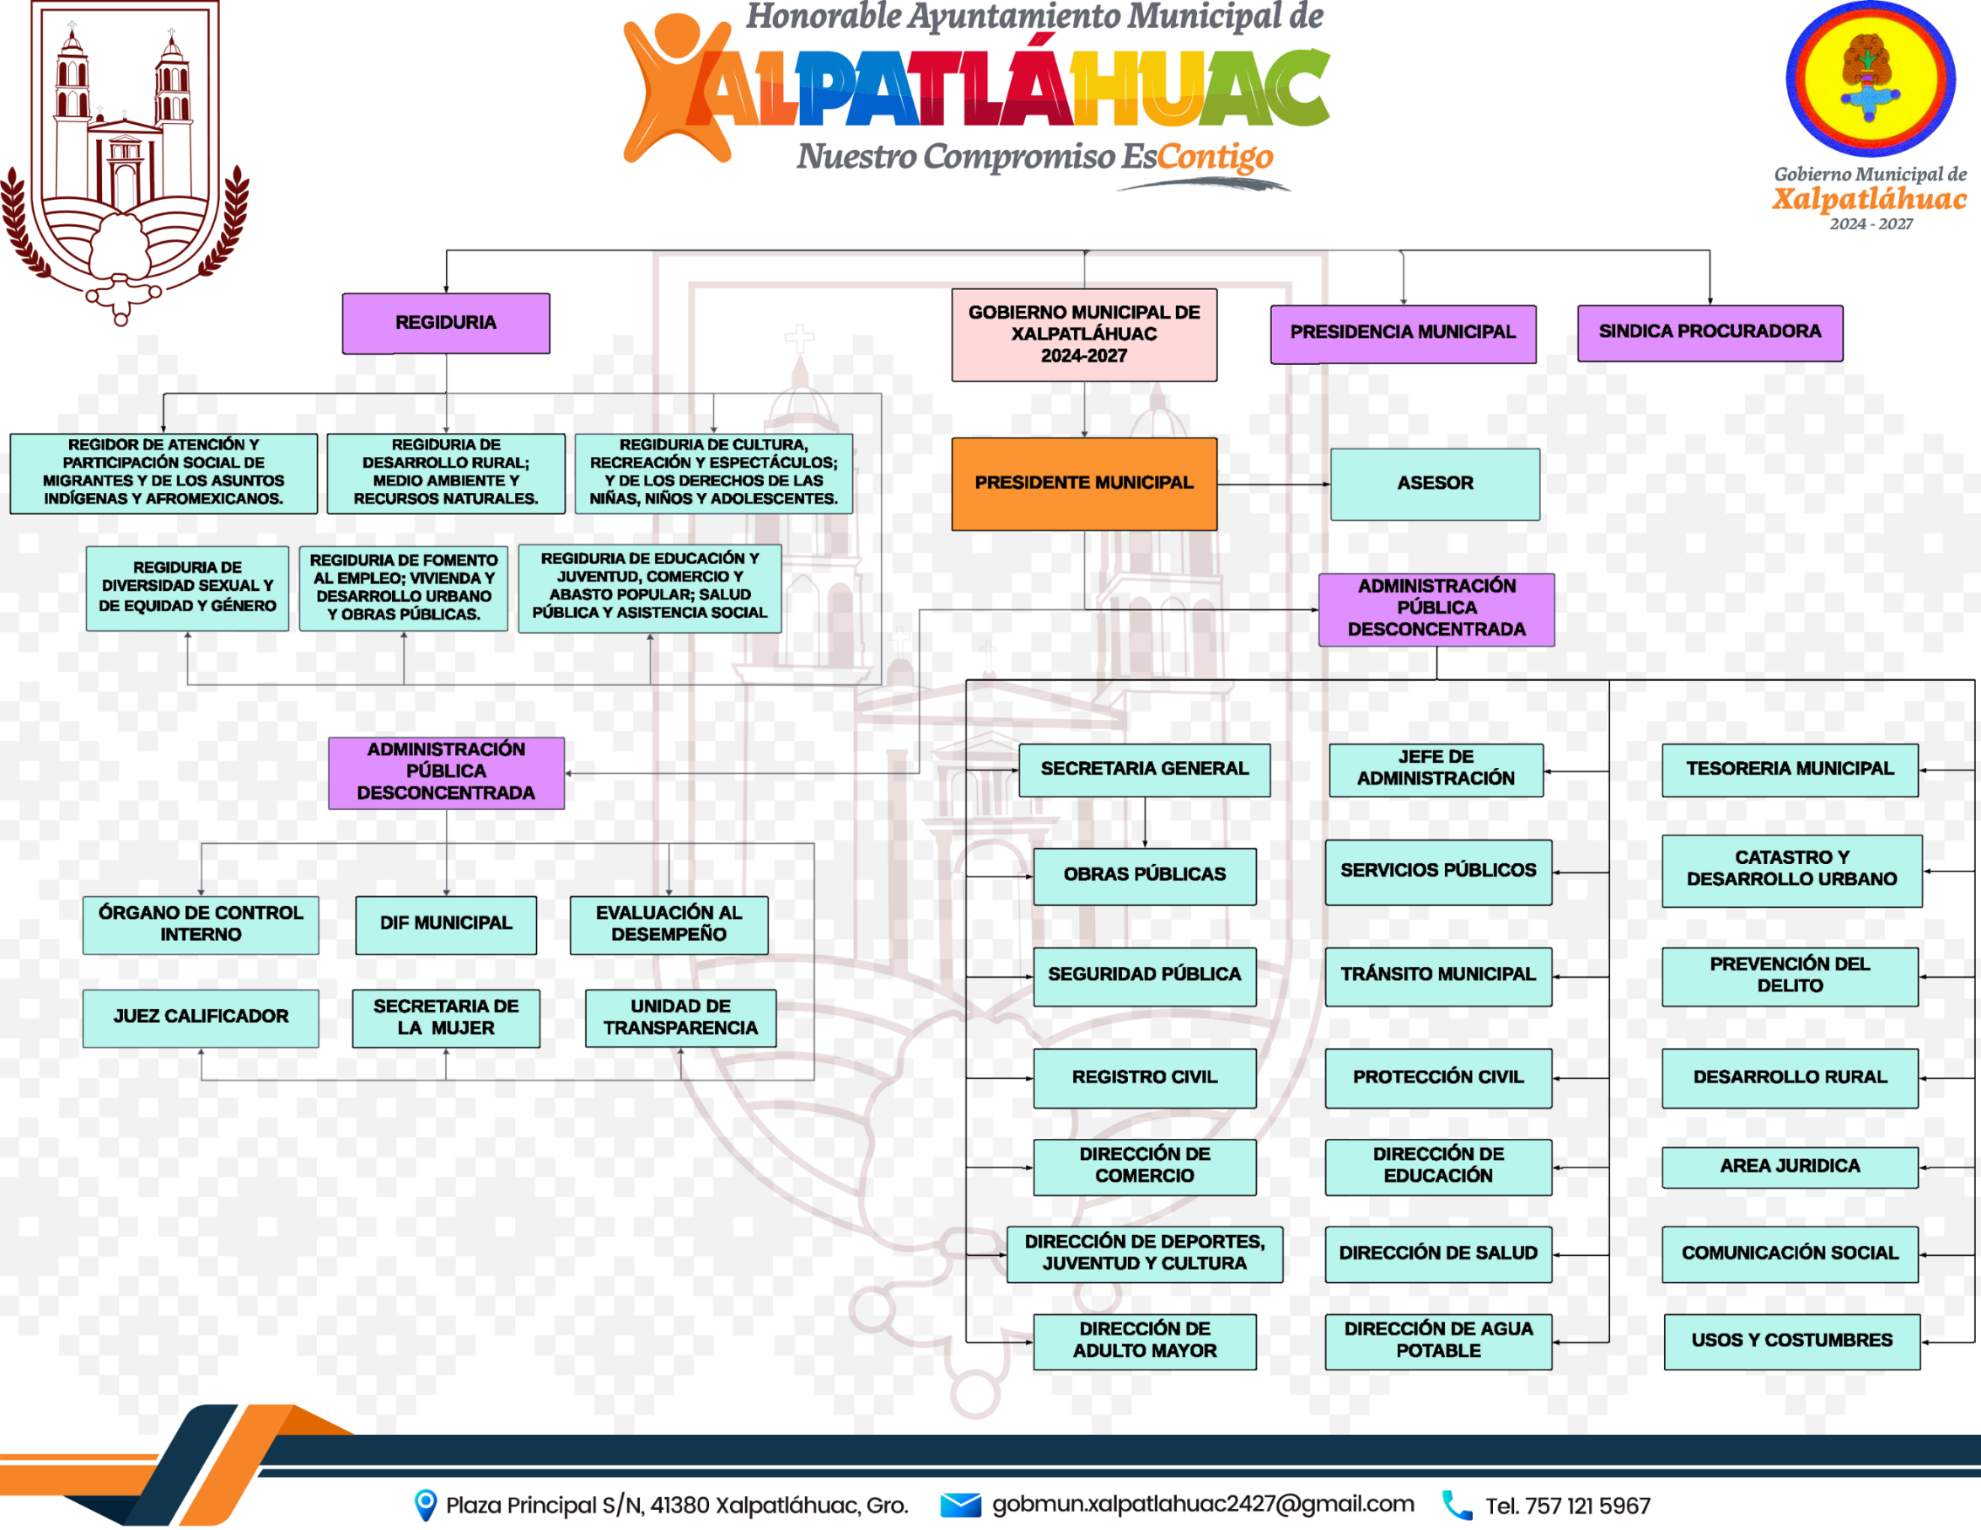 Honorable Ayuntamiento Municipal de
XALPATLÁHUAC
Nuestro Compromiso EsContigo
Gobierno Municipal de
Xalpatláhuac
2024 - 2027
REGIDURIA
GOBIERNO MUNICIPAL DE
XALPATLÁHUAC
2024-2027
PRESIDENCIA MUNICIPAL
SINDICA PROCURADORA
REGIDOR DE ATENCIÓN Y
PARTICIPACIÓN SOCIAL DE
MIGRANTES Y DE LOS ASUNTOS
INDÍGENAS Y AFROMEXICANOS.
REGIDURIA DE
DESARROLLO RURAL;
MEDIO AMBIENTE Y
RECURSOS NATURALES.
REGIDURIA DE CULTURA,
RECREACIÓN Y ESPECTÁCULOS;
Y DE LOS DERECHOS DE LAS
NIÑAS, NIÑOS Y ADOLESCENTES.
PRESIDENTE MUNICIPAL
ASESOR
REGIDURIA DE
DIVERSIDAD SEXUAL Y
DE EQUIDAD Y GÉNERO
REGIDURIA DE FOMENTO
AL EMPLEO; VIVIENDA Y
DESARROLLO URBANO
Y OBRAS PÚBLICAS.
REGIDURIA DE EDUCACIÓN Y
JUVENTUD, COMERCIO Y
ABASTO POPULAR; SALUD
PÚBLICA Y ASISTENCIA SOCIAL
ADMINISTRACIÓN
PÚBLICA
DESCONCENTRADA
ADMINISTRACIÓN
PÚBLICA
DESCONCENTRADA
ÓRGANO DE CONTROL
INTERNO
DIF MUNICIPAL
EVALUACIÓN AL
DESEMPEÑO
JUEZ CALIFICADOR
SECRETARIA DE
LA MUJER
UNIDAD DE
TRANSPARENCIA
SECRETARIA GENERAL
JEFE DE
ADMINISTRACIÓN
TESORERIA MUNICIPAL
OBRAS PÚBLICAS
SERVICIOS PÚBLICOS
CATASTRO Y
DESARROLLO URBANO
SEGURIDAD PÚBLICA
TRÁNSITO MUNICIPAL
PREVENCIÓN DEL
DELITO
REGISTRO CIVIL
PROTECCIÓN CIVIL
DESARROLLO RURAL
DIRECCIÓN DE
COMERCIO
DIRECCIÓN DE
EDUCACIÓN
AREA JURIDICA
DIRECCIÓN DE DEPORTES,
JUVENTUD Y CULTURA
DIRECCIÓN DE SALUD
COMUNICACIÓN SOCIAL
DIRECCIÓN DE
ADULTO MAYOR
DIRECCIÓN DE AGUA
POTABLE
USOS Y COSTUMBRES
Plaza Principal S/N, 41380 Xalpatláhuac, Gro.
gobmun.xalpatlahuac2427@gmail.com
Tel. 757 121 5967